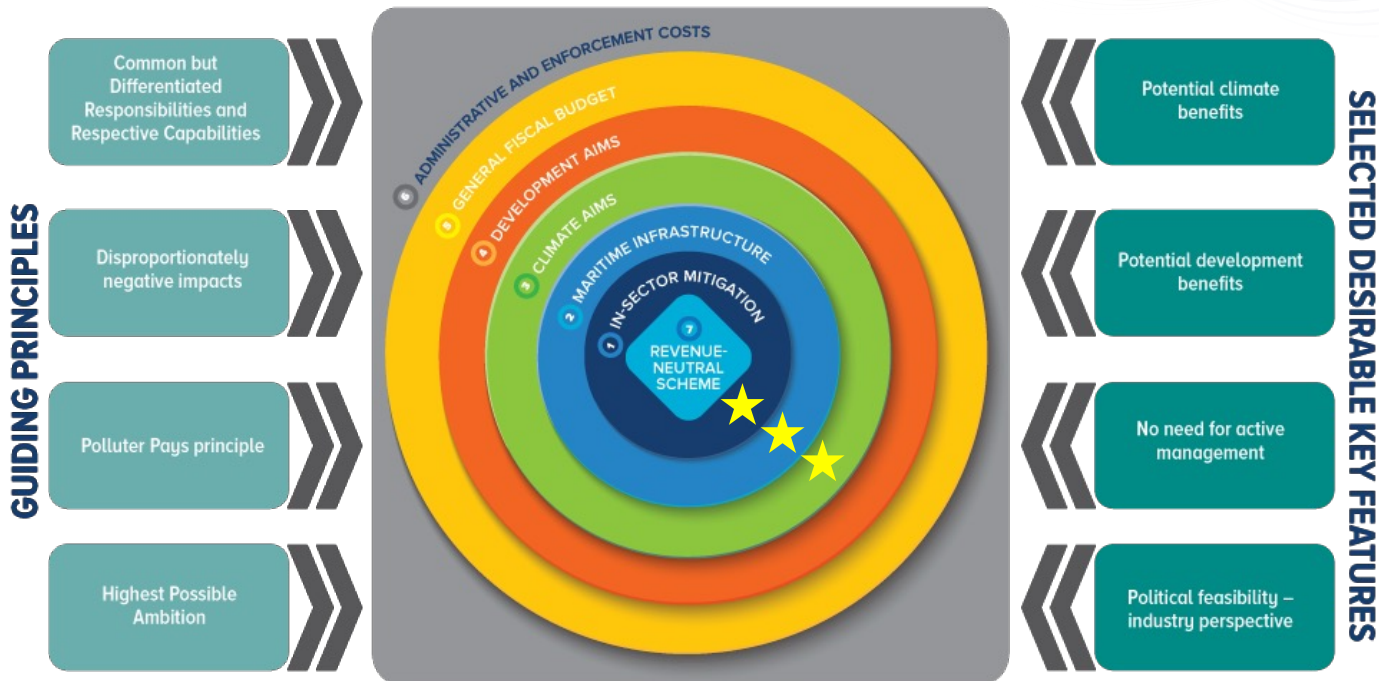 GUIDING PRINCIPLES
Common but
Differentiated
Responsibilities and
Respective Capabilities
Disproportionately
negative impacts
Polluter Pays principle
Highest Possible
Ambition
6 ADMINISTRATIVE AND ENFORCEMENT COSTS
5 GENERAL FISCAL BUDGET
4 DEVELOPMENT AIMS
3 CLIMATE AIMS
2 MARITIME INFRASTRUCTURE
1 IN-SECTOR MITIGATION
7
REVENUE-
NEUTRAL
SCHEME
SELECTED DESIRABLE KEY FEATURES
Potential climate
benefits
Potential development
benefits
No need for active
management
Political feasibility –
industry perspective